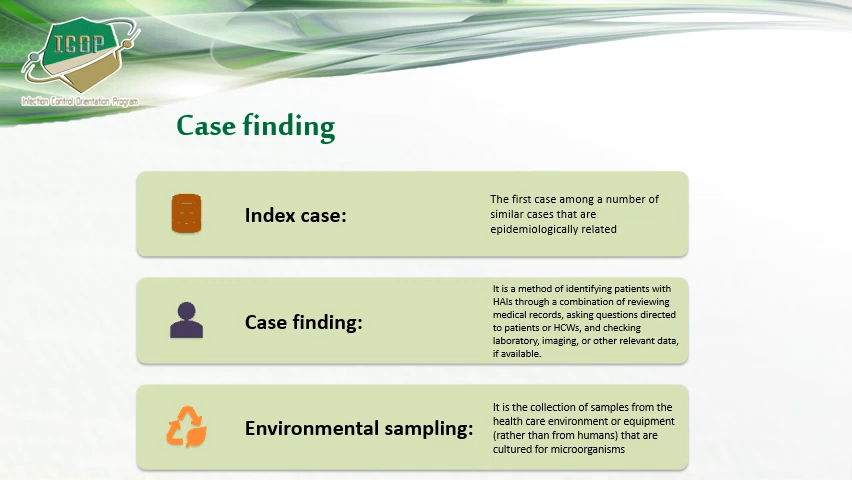 ICOP
Infection Control Orientation Program
Case finding
Index case:
The first case among a number of
similar cases that are
epidemiologically related
Case finding:
It is a method of identifying patients with
HAIs through a combination of reviewing
medical records, asking questions directed
to patients or HCWs, and checking
laboratory, imaging, or other relevant data,
if available.
Environmental sampling:
It is the collection of samples from the
health care environment or equipment
(rather than from humans) that are
cultured for microorganisms